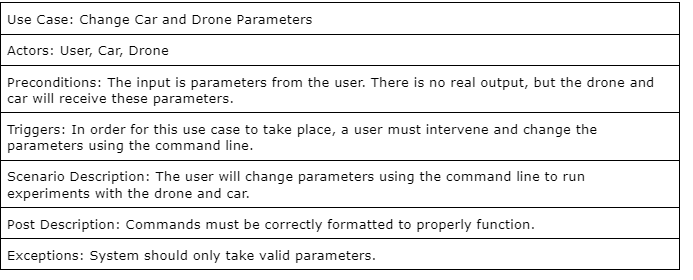 Use Case: Change Car and Drone Parameters
Actors: User, Car, Drone
Preconditions: The input is parameters from the user. There is no real output, but the drone and
car will receive these parameters.
Triggers: In order for this use case to take place, a user must intervene and change the
parameters using the command line.
Scenario Description: The user will change parameters using the command line to run
experiments with the drone and car.
Post Description: Commands must be correctly formatted to properly function.
Exceptions: System should only take valid parameters.